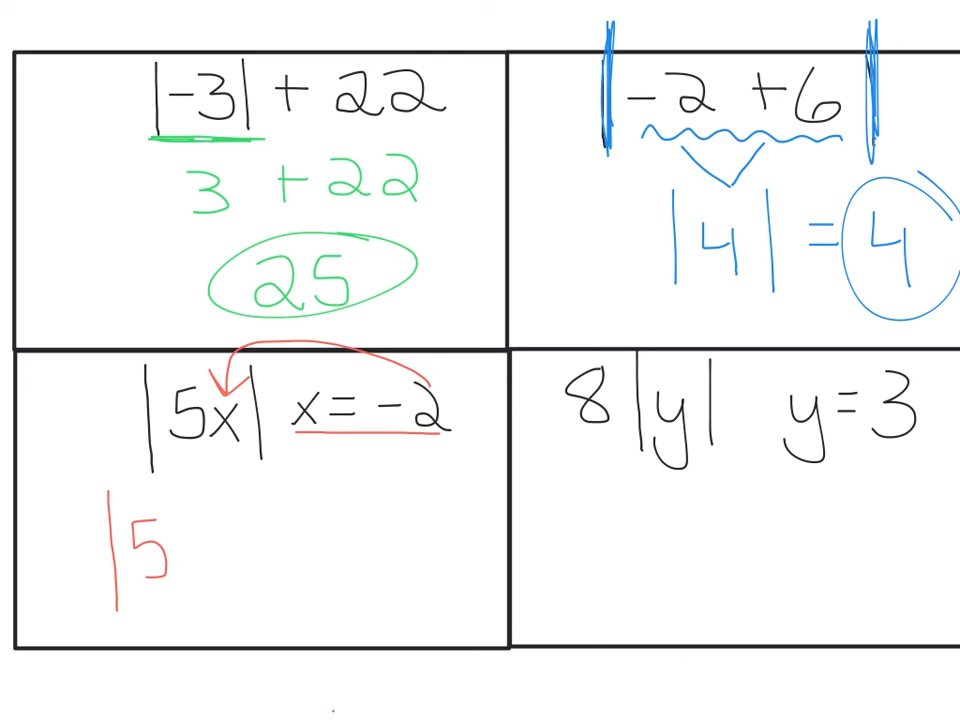 |-3| + 22
3 + 22
25
|-2 + 6|
|4| = 4
|5x| x = -2
|5
8|y| y = 3